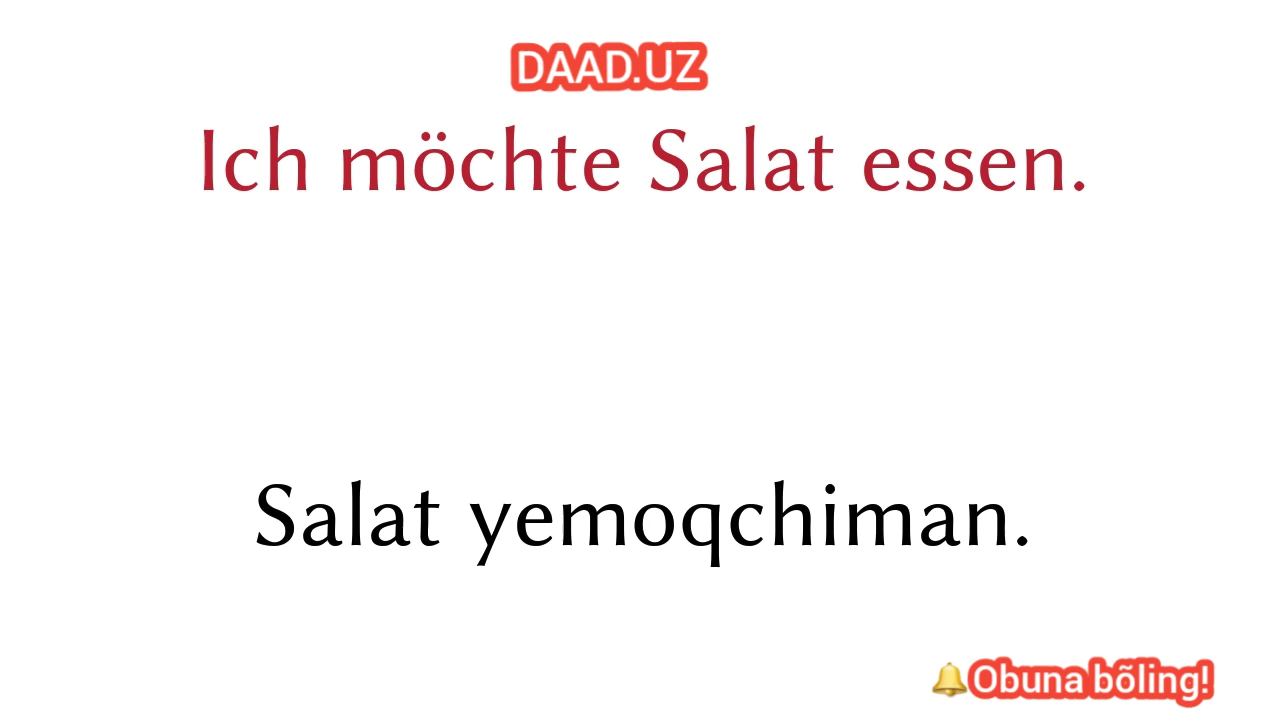 DAAD.UZ
Ich möchte Salat essen.
Salat yemoqchiman.
🔔Obuna bõling!